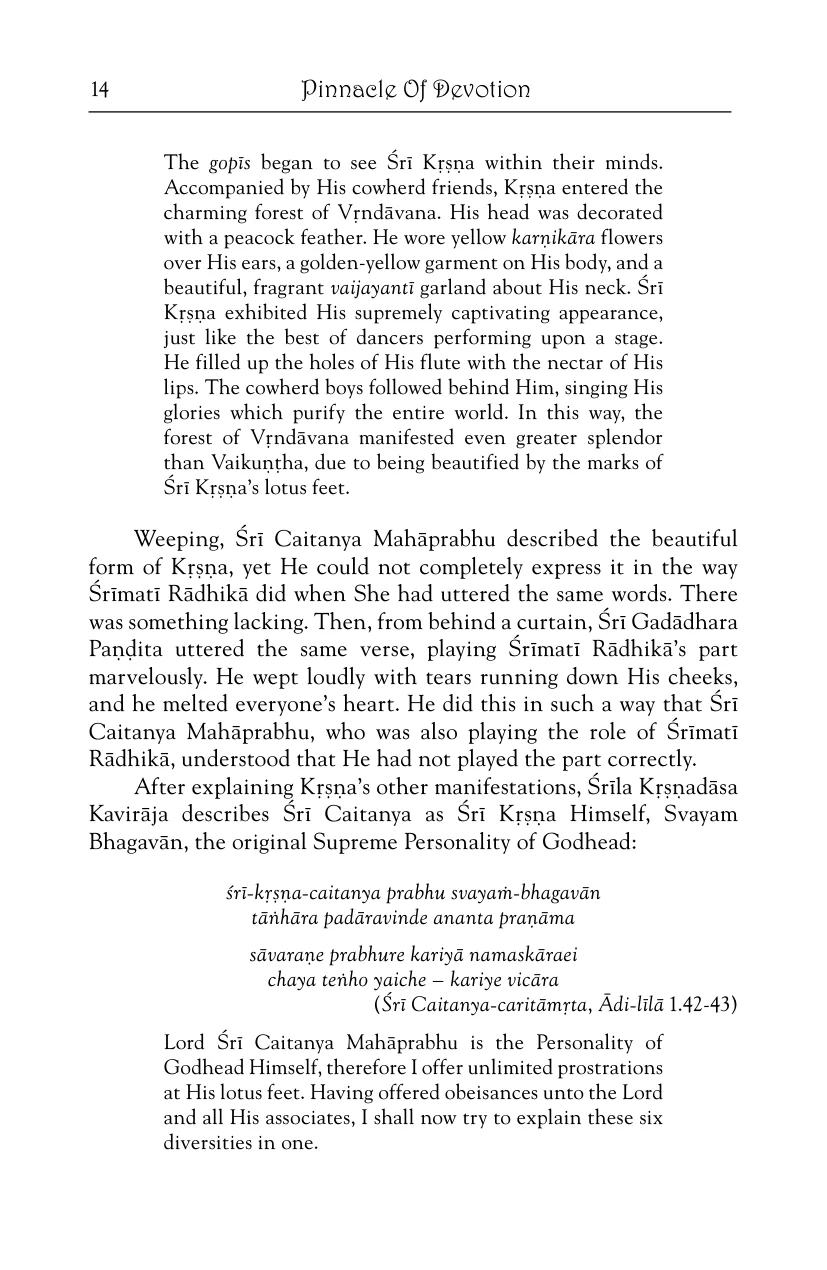 14
Pinnacle Of Devotion
The gopīs began to see Śrī Kṛṣṇa within their minds.
Accompanied by His cowherd friends, Kṛṣṇa entered the
charming forest of Vṛndāvana. His head was decorated
with a peacock feather. He wore yellow karṇikāra flowers
over His ears, a golden-yellow garment on His body, and a
beautiful, fragrant vaijayantī garland about His neck. Śrī
Kṛṣṇa exhibited His supremely captivating appearance,
just like the best of dancers performing upon a stage.
He filled up the holes of His flute with the nectar of His
lips. The cowherd boys followed behind Him, singing His
glories which purify the entire world. In this way, the
forest of Vṛndāvana manifested even greater splendor
than Vaikuṇṭha, due to being beautified by the marks of
Śrī Kṛṣṇa’s lotus feet.
Weeping, Śrī Caitanya Mahāprabhu described the beautiful
form of Kṛṣṇa, yet He could not completely express it in the way
Śrīmatī Rādhikā did when She had uttered the same words. There
was something lacking. Then, from behind a curtain, Śrī Gadādhara
Paṇḍita uttered the same verse, playing Śrīmatī Rādhikā’s part
marvelously. He wept loudly with tears running down His cheeks,
and he melted everyone’s heart. He did this in such a way that Śrī
Caitanya Mahāprabhu, who was also playing the role of Śrīmatī
Rādhikā, understood that He had not played the part correctly.
After explaining Kṛṣṇa’s other manifestations, Śrīla Kṛṣṇadāsa
Kavirāja describes Śrī Caitanya as Śrī Kṛṣṇa Himself, Svayam
Bhagavān, the original Supreme Personality of Godhead:
śrī-kṛṣṇa-caitanya prabhu svayaṁ-bhagavān
tāṅhāra padāravinde ananta praṇāma
sāvaraṇe prabhure kariyā namaskāraei
chaya teṅho yaiche – kariye vicāra
(Śrī Caitanya-caritāmṛta, Ādi-līlā 1.42-43)
Lord Śrī Caitanya Mahāprabhu is the Personality of
Godhead Himself, therefore I offer unlimited prostrations
at His lotus feet. Having offered obeisances unto the Lord
and all His associates, I shall now try to explain these six
diversities in one.